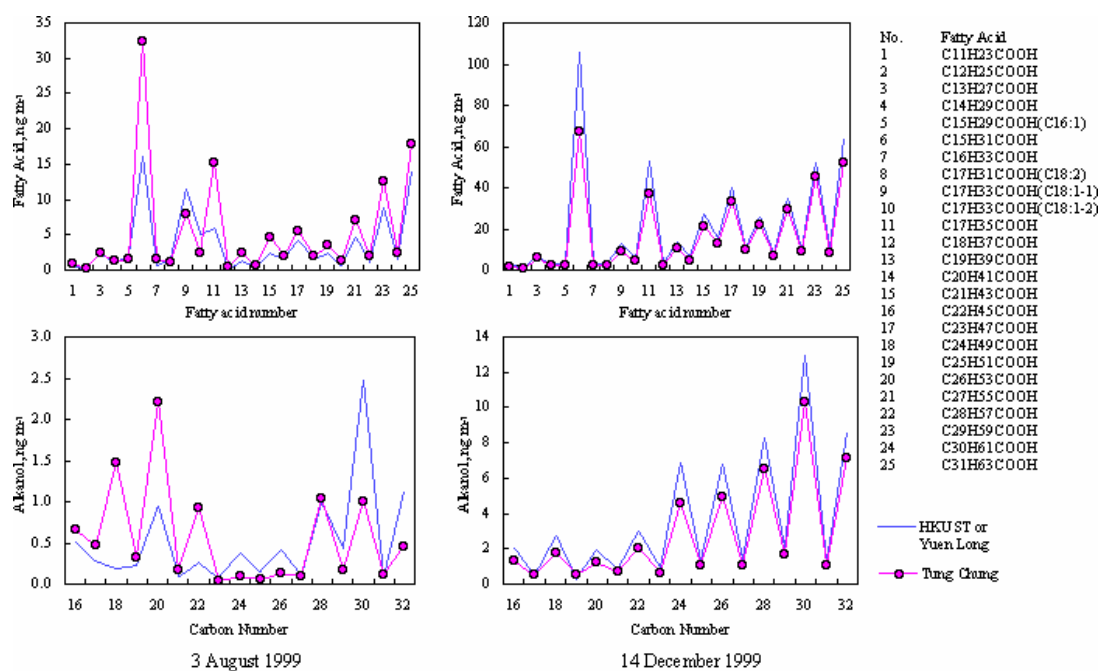 35
30
25
20
15
10
5
0
Fatty Acid, ng m-3
1 3 5 7 9 11 13 15 17 19 21 23 25
Fatty acid number
120
100
80
60
40
20
0
Fatty Acid, ng m-3
1 3 5 7 9 11 13 15 17 19 21 23 25
Fatty acid number
3.0
2.5
2.0
1.5
1.0
0.5
0.0
Alkanol, ng m-3
16 18 20 22 24 26 28 30 32
Carbon Number
3 August 1999
14
12
10
8
6
4
2
0
Alkanol, ng m-3
16 18 20 22 24 26 28 30 32
Carbon Number
14 December 1999
No. Fatty Acid
1 C11H23COOH
2 C12H25COOH
3 C13H27COOH
4 C14H29COOH
5 C15H29COOH(C16:1)
6 C15H31COOH
7 C16H33COOH
8 C17H31COOH(C18:2)
9 C17H33COOH(C18:1-1)
10 C17H33COOH(C18:1-2)
11 C17H35COOH
12 C18H37COOH
13 C19H39COOH
14 C20H41COOH
15 C21H43COOH
16 C22H45COOH
17 C23H47COOH
18 C24H49COOH
19 C25H51COOH
20 C26H53COOH
21 C27H55COOH
22 C28H57COOH
23 C29H59COOH
24 C30H61COOH
25 C31H63COOH
HKUST or
Yuen Long
Tung Chung